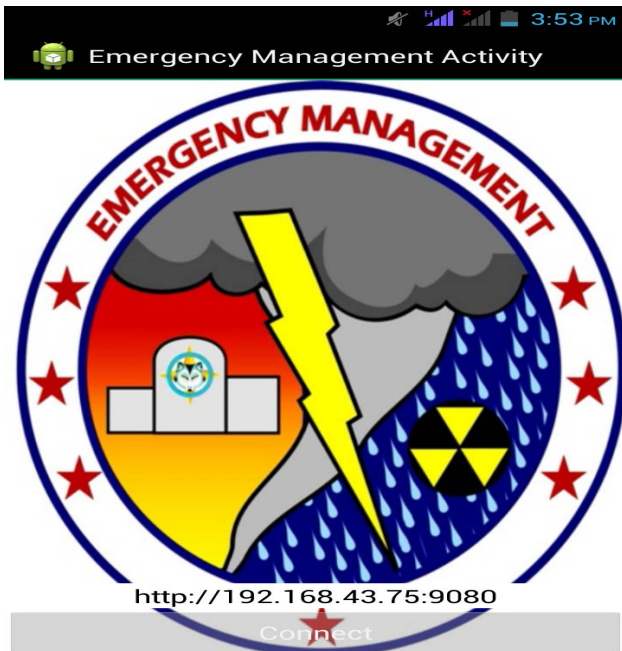 H 3:53 PM
Emergency Management Activity
EMERGENCY MANAGEMENT
http://192.168.43.75:9080
Connect